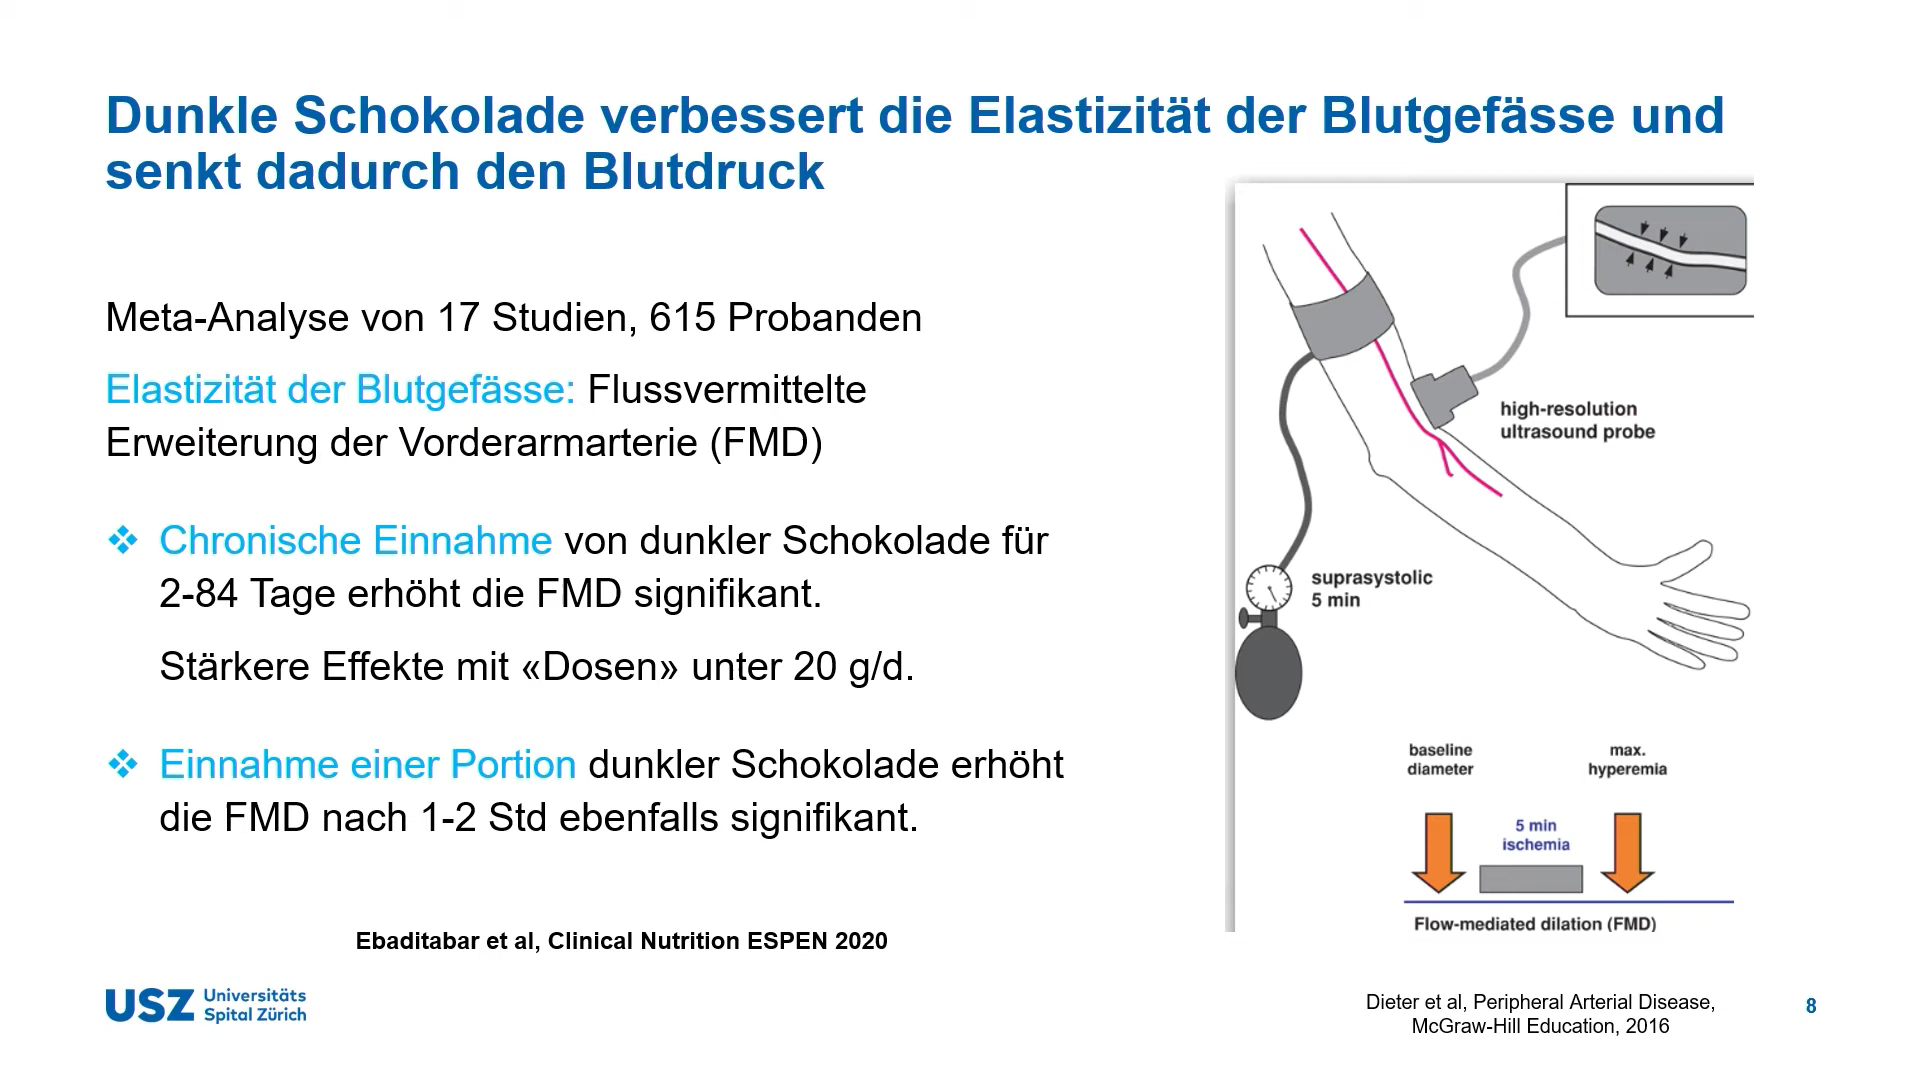 Dunkle Schokolade verbessert die Elastizität der Blutgefässe und
senkt dadurch den Blutdruck
Meta-Analyse von 17 Studien, 615 Probanden
Elastizität der Blutgefässe: Flussvermittelte
Erweiterung der Vorderarmarterie (FMD)
❖ Chronische Einnahme von dunkler Schokolade für
2-84 Tage erhöht die FMD signifikant.
Stärkere Effekte mit «Dosen» unter 20 g/d.
❖ Einnahme einer Portion dunkler Schokolade erhöht
die FMD nach 1-2 Std ebenfalls signifikant.
Ebaditabar et al, Clinical Nutrition ESPEN 2020
high-resolution
ultrasound probe
suprasystolic
5 min
baseline
diameter
max.
hyperemia
5 min
ischemia
Flow-mediated dilation (FMD)
USZ Universitäts
Spital Zürich
Dieter et al, Peripheral Arterial Disease,
McGraw-Hill Education, 2016
8